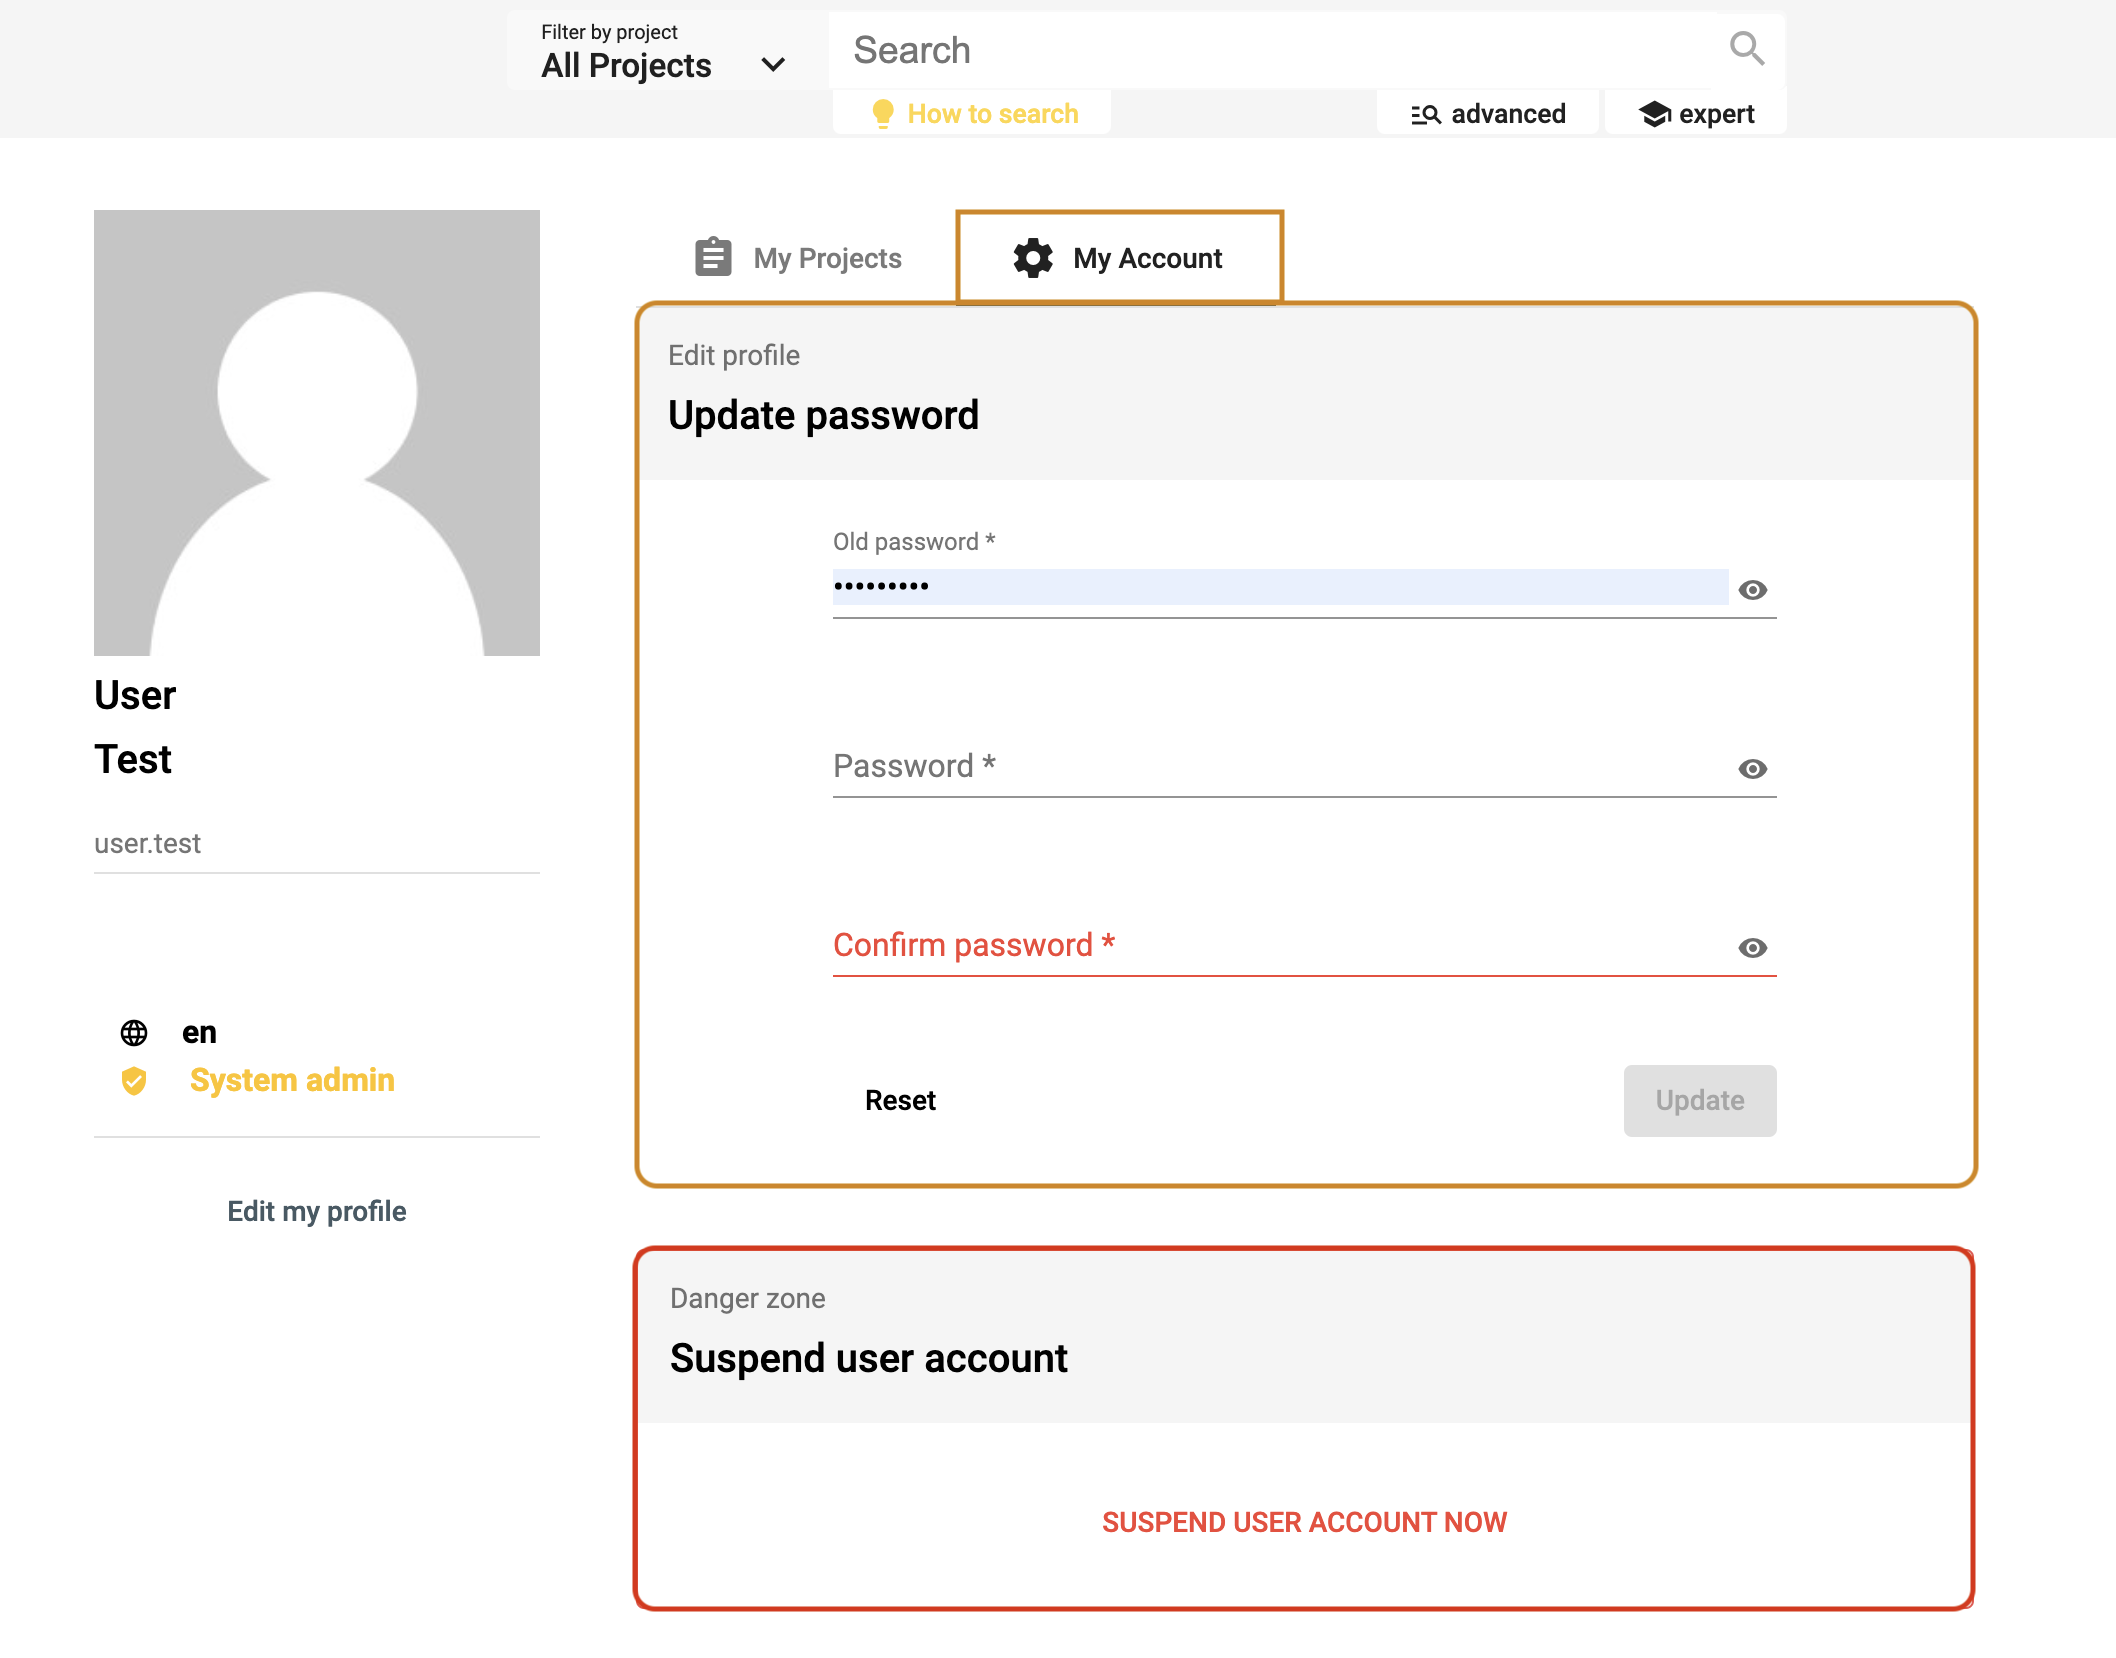 Filter by project
All Projects
Search
How to search
advanced
expert
My Projects
My Account
Edit profile
Update password
Old password *
•••••••••
Password *
Confirm password *
Reset
Update
User
Test
user.test
en
System admin
Edit my profile
Danger zone
Suspend user account
SUSPEND USER ACCOUNT NOW